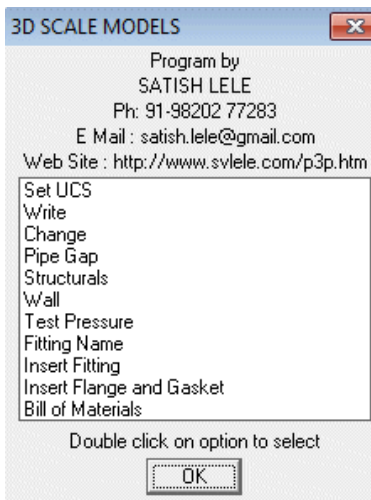 3D SCALE MODELS
Program by
SATISH LELE
Ph: 91-98202 77283
E Mail : satish.lele@gmail.com
Web Site : http://www.svlele.com/p3p.htm
Set UCS
Write
Change
Pipe Gap
Structurals
Wall
Test Pressure
Fitting Name
Insert Fitting
Insert Flange and Gasket
Bill of Materials
Double click on option to select
OK